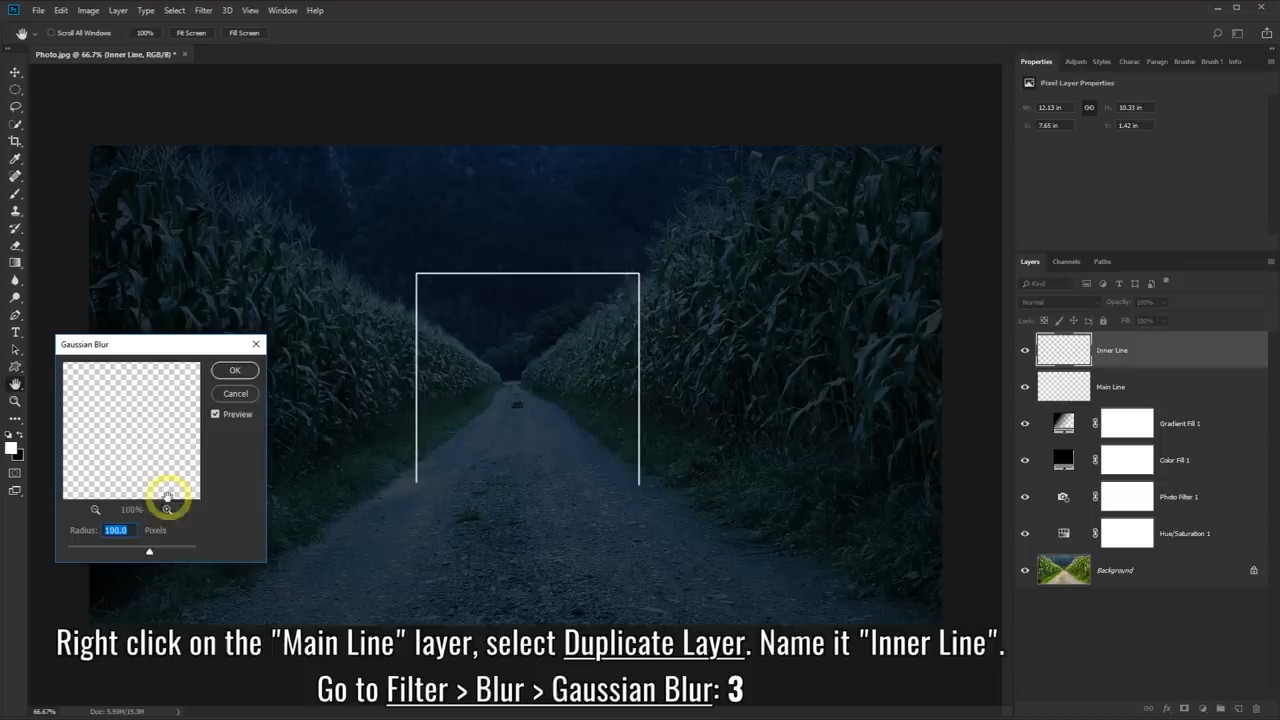 Ps File Edit Image Layer Type Select Filter 3D View Window Help
Scroll All Windows 100% Fit Screen Fill Screen
Photo.jpg @ 66.7% (Inner Line, RGB/8) * ×
Properties Adjust Styles Charac Paragr Brushe Brush Info
Pixel Layer Properties
W: 12.13 in H: 10.33 in
X: 7.65 in Y: 1.42 in
Layers Channels Paths
Kind
Normal Opacity: 100%
Lock: Fill: 100%
Inner Line
Main Line
Gradient Fill 1
Color Fill 1
Photo Filter 1
Hue/Saturation 1
Background
Gaussian Blur
OK
Cancel
Preview
100%
Radius: 100.0 Pixels
Right click on the "Main Line" layer, select Duplicate Layer. Name it "Inner Line".
Go to Filter > Blur > Gaussian Blur: 3
66.67% Doc: 5.93M/15.3M